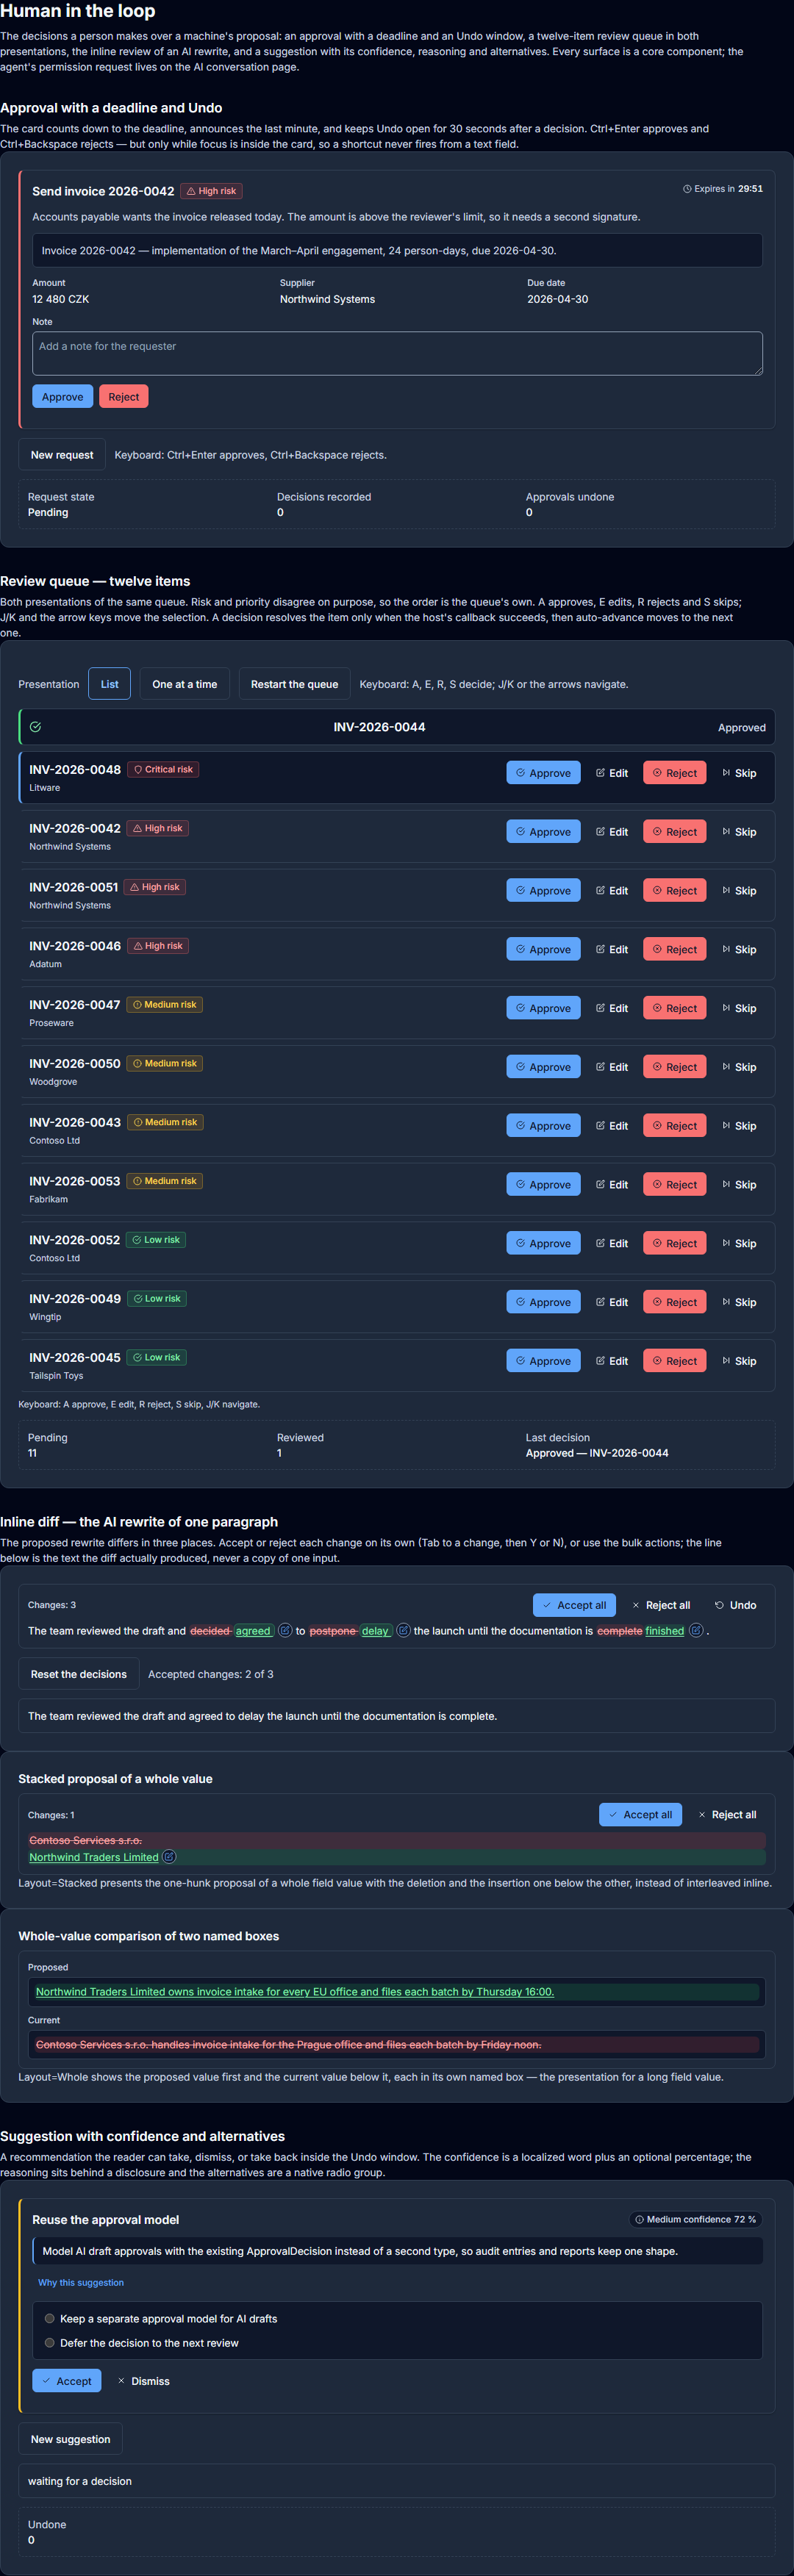 Human in the loop
The decisions a person makes over a machine's proposal: an approval with a deadline and an Undo window, a twelve-item review queue in both
presentations, the inline review of an AI rewrite, and a suggestion with its confidence, reasoning and alternatives. Every surface is a core component; the
agent's permission request lives on the AI conversation page.
Approval with a deadline and Undo
The card counts down to the deadline, announces the last minute, and keeps Undo open for 30 seconds after a decision. Ctrl+Enter approves and
Ctrl+Backspace rejects — but only while focus is inside the card, so a shortcut never fires from a text field.
Send invoice 2026-0042 High risk Expires in 29:51
Accounts payable wants the invoice released today. The amount is above the reviewer's limit, so it needs a second signature.
Invoice 2026-0042 — implementation of the March–April engagement, 24 person-days, due 2026-04-30.
Amount Supplier Due date
12 480 CZK Northwind Systems 2026-04-30
Note
Add a note for the requester
Approve Reject
New request Keyboard: Ctrl+Enter approves, Ctrl+Backspace rejects.
Request state Decisions recorded Approvals undone
Pending 0 0
Review queue — twelve items
Both presentations of the same queue. Risk and priority disagree on purpose, so the order is the queue's own. A approves, E edits, R rejects and S skips;
J/K and the arrow keys move the selection. A decision resolves the item only when the host's callback succeeds, then auto-advance moves to the next
one.
Presentation List One at a time Restart the queue Keyboard: A, E, R, S decide; J/K or the arrows navigate.
INV-2026-0044 Approved
INV-2026-0048 Critical risk Approve Edit Reject Skip
Litware
INV-2026-0042 High risk Approve Edit Reject Skip
Northwind Systems
INV-2026-0051 High risk Approve Edit Reject Skip
Northwind Systems
INV-2026-0046 High risk Approve Edit Reject Skip
Adatum
INV-2026-0047 Medium risk Approve Edit Reject Skip
Proseware
INV-2026-0050 Medium risk Approve Edit Reject Skip
Woodgrove
INV-2026-0043 Medium risk Approve Edit Reject Skip
Contoso Ltd
INV-2026-0053 Medium risk Approve Edit Reject Skip
Fabrikam
INV-2026-0052 Low risk Approve Edit Reject Skip
Contoso Ltd
INV-2026-0049 Low risk Approve Edit Reject Skip
Wingtip
INV-2026-0045 Low risk Approve Edit Reject Skip
Tailspin Toys
Keyboard: A approve, E edit, R reject, S skip, J/K navigate.
Pending Reviewed Last decision
11 1 Approved — INV-2026-0044
Inline diff — the AI rewrite of one paragraph
The proposed rewrite differs in three places. Accept or reject each change on its own (Tab to a change, then Y or N), or use the bulk actions; the line
below is the text the diff actually produced, never a copy of one input.
Changes: 3 Accept all Reject all Undo
The team reviewed the draft and decided agreed to postpone delay the launch until the documentation is complete finished .
Reset the decisions Accepted changes: 2 of 3
The team reviewed the draft and agreed to delay the launch until the documentation is complete.
Stacked proposal of a whole value
Changes: 1 Accept all Reject all
Contoso Services s.r.o.
Northwind Traders Limited
Layout=Stacked presents the one-hunk proposal of a whole field value with the deletion and the insertion one below the other, instead of interleaved inline.
Whole-value comparison of two named boxes
Proposed
Northwind Traders Limited owns invoice intake for every EU office and files each batch by Thursday 16:00.
Current
Contoso Services s.r.o. handles invoice intake for the Prague office and files each batch by Friday noon.
Layout=Whole shows the proposed value first and the current value below it, each in its own named box — the presentation for a long field value.
Suggestion with confidence and alternatives
A recommendation the reader can take, dismiss, or take back inside the Undo window. The confidence is a localized word plus an optional percentage; the
reasoning sits behind a disclosure and the alternatives are a native radio group.
Reuse the approval model Medium confidence 72 %
Model AI draft approvals with the existing ApprovalDecision instead of a second type, so audit entries and reports keep one shape.
Why this suggestion
Keep a separate approval model for AI drafts
Defer the decision to the next review
Accept Dismiss
New suggestion
waiting for a decision
Undone
0